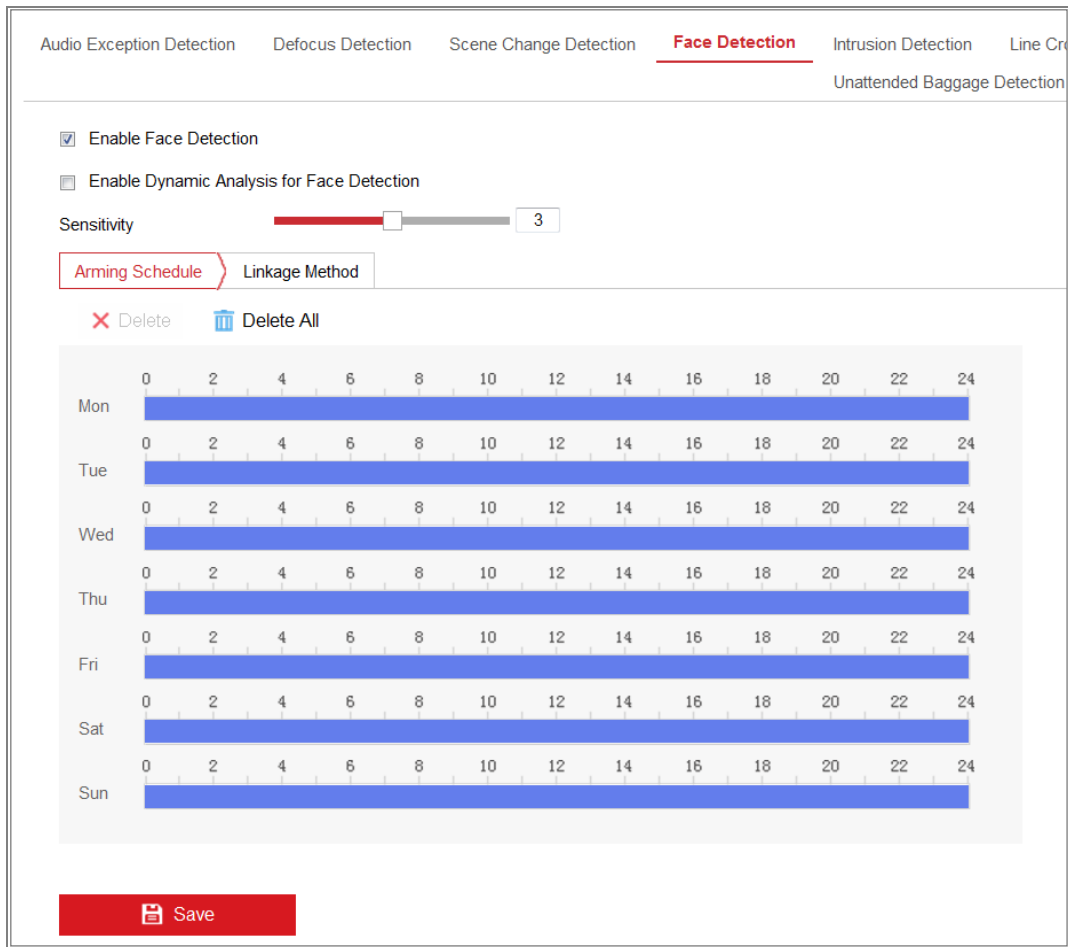 Audio Exception Detection Defocus Detection Scene Change Detection Face Detection Intrusion Detection Line Cro
Unattended Baggage Detection
Enable Face Detection
Enable Dynamic Analysis for Face Detection
Sensitivity 3
Arming Schedule Linkage Method
Delete Delete All
0 2 4 6 8 10 12 14 16 18 20 22 24
Mon
0 2 4 6 8 10 12 14 16 18 20 22 24
Tue
0 2 4 6 8 10 12 14 16 18 20 22 24
Wed
0 2 4 6 8 10 12 14 16 18 20 22 24
Thu
0 2 4 6 8 10 12 14 16 18 20 22 24
Fri
0 2 4 6 8 10 12 14 16 18 20 22 24
Sat
0 2 4 6 8 10 12 14 16 18 20 22 24
Sun
Save